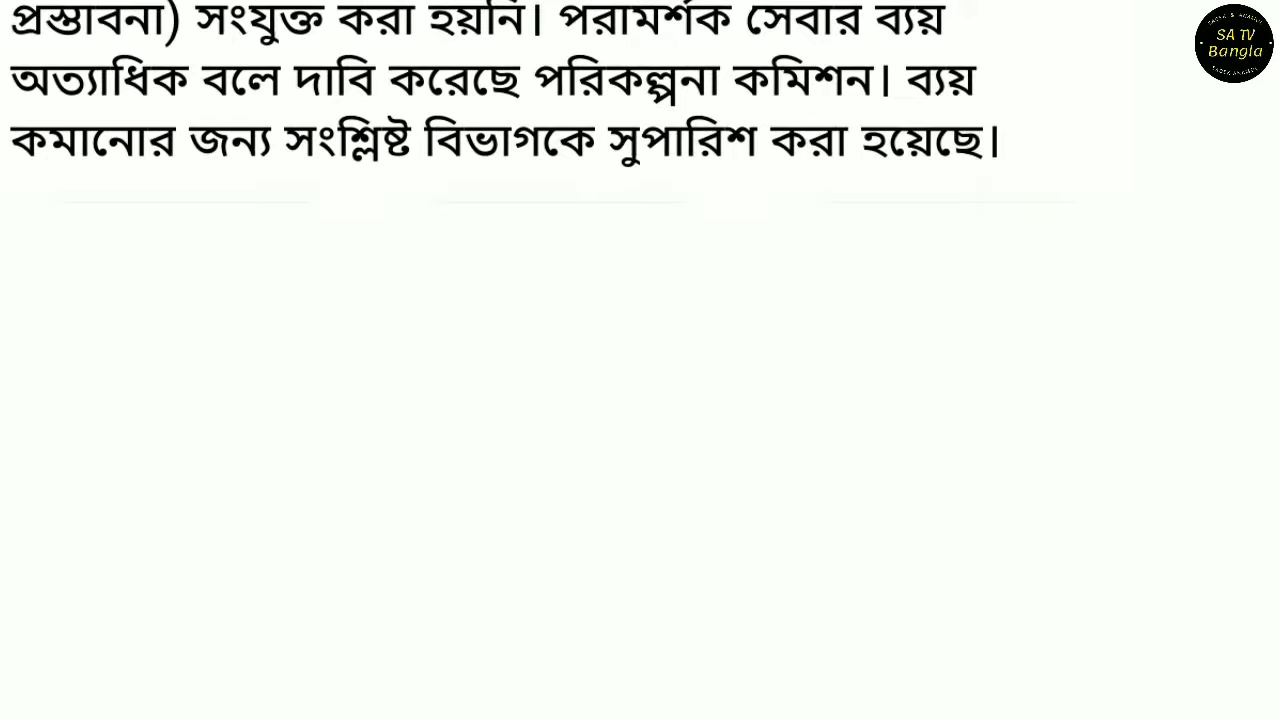 প্রস্তাবনা) সংযুক্ত করা হয়নি। পরামর্শক সেবার ব্যয়
অত্যাধিক বলে দাবি করেছে পরিকল্পনা কমিশন। ব্যয়
কমানোর জন্য সংশ্লিষ্ট বিভাগকে সুপারিশ করা হয়েছে।
SA TV
Bangla